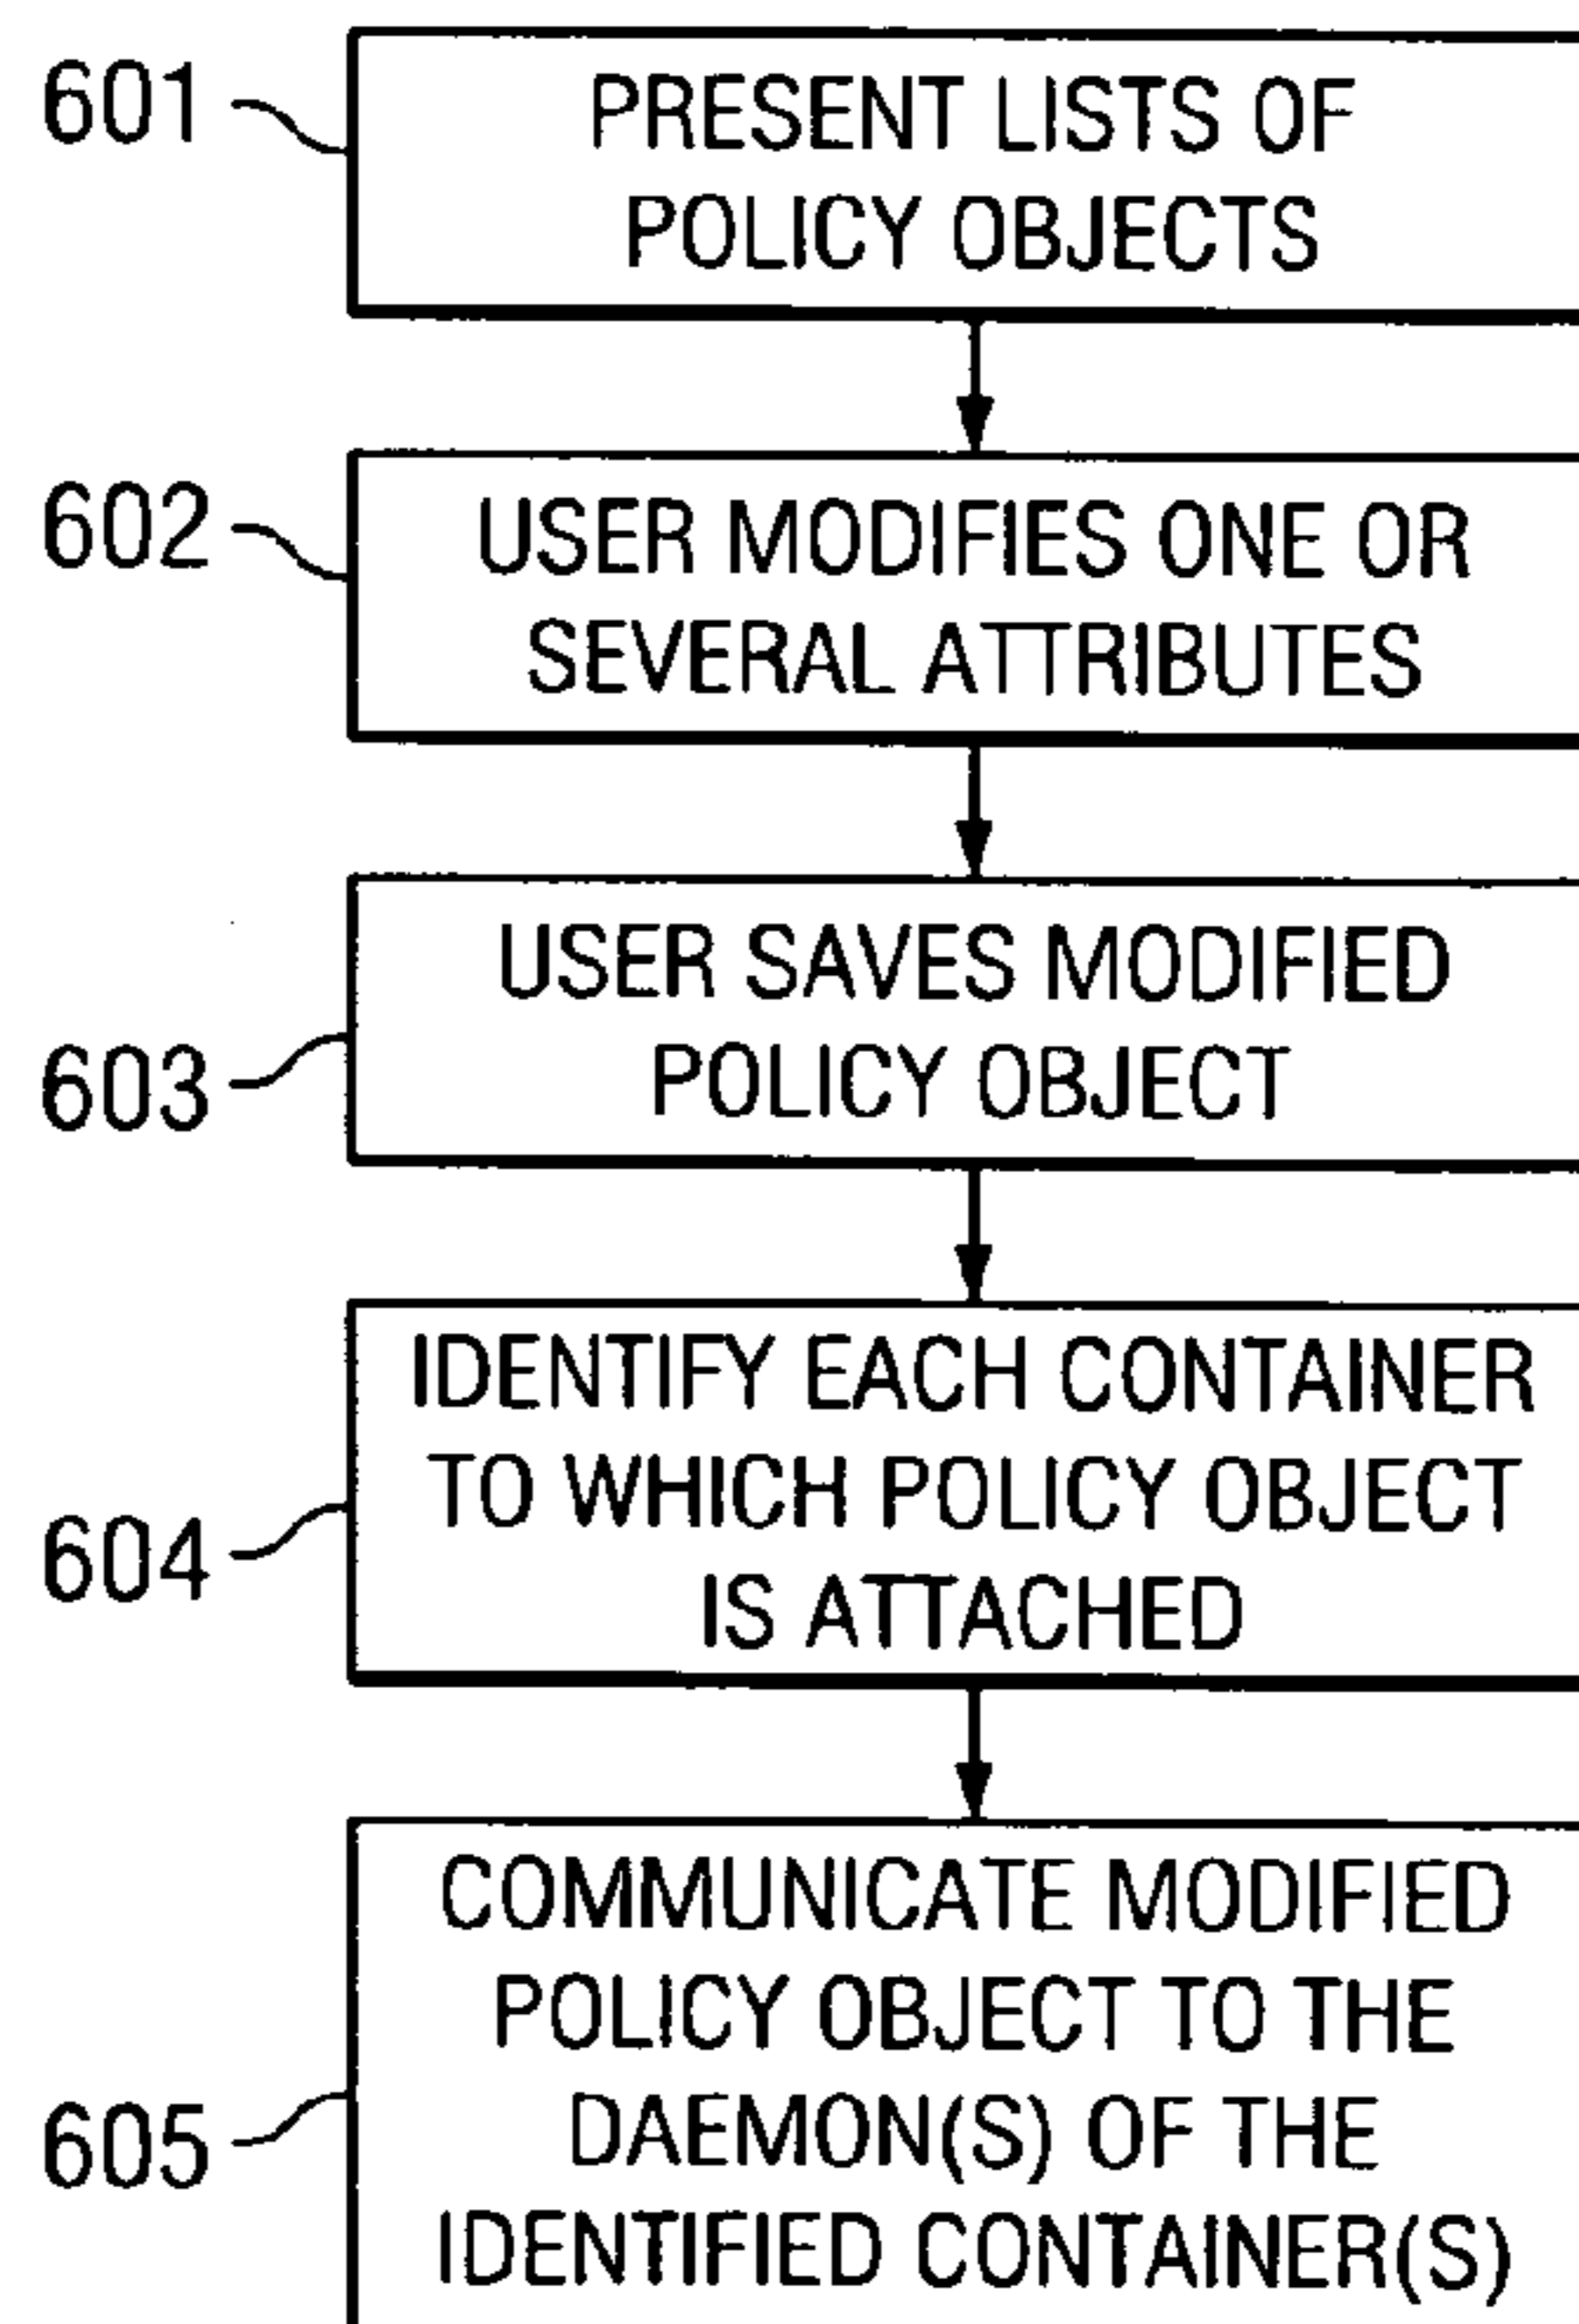 601
PRESENT LISTS OF
POLICY OBJECTS
602
USER MODIFIES ONE OR
SEVERAL ATTRIBUTES
603
USER SAVES MODIFIED
POLICY OBJECT
604
IDENTIFY EACH CONTAINER
TO WHICH POLICY OBJECT
IS ATTACHED
605
COMMUNICATE MODIFIED
POLICY OBJECT TO THE
DAEMON(S) OF THE
IDENTIFIED CONTAINER(S)